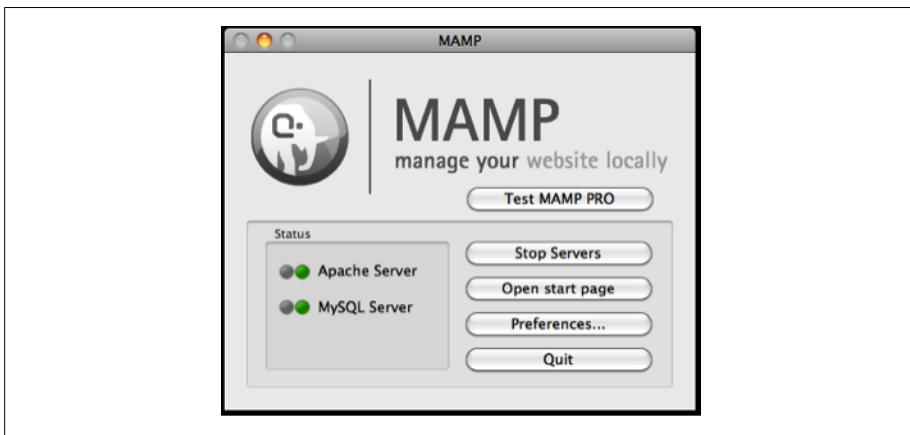 MAMP
MAMP
manage your website locally
Test MAMP PRO
Status
Apache Server
MySQL Server
Stop Servers
Open start page
Preferences...
Quit